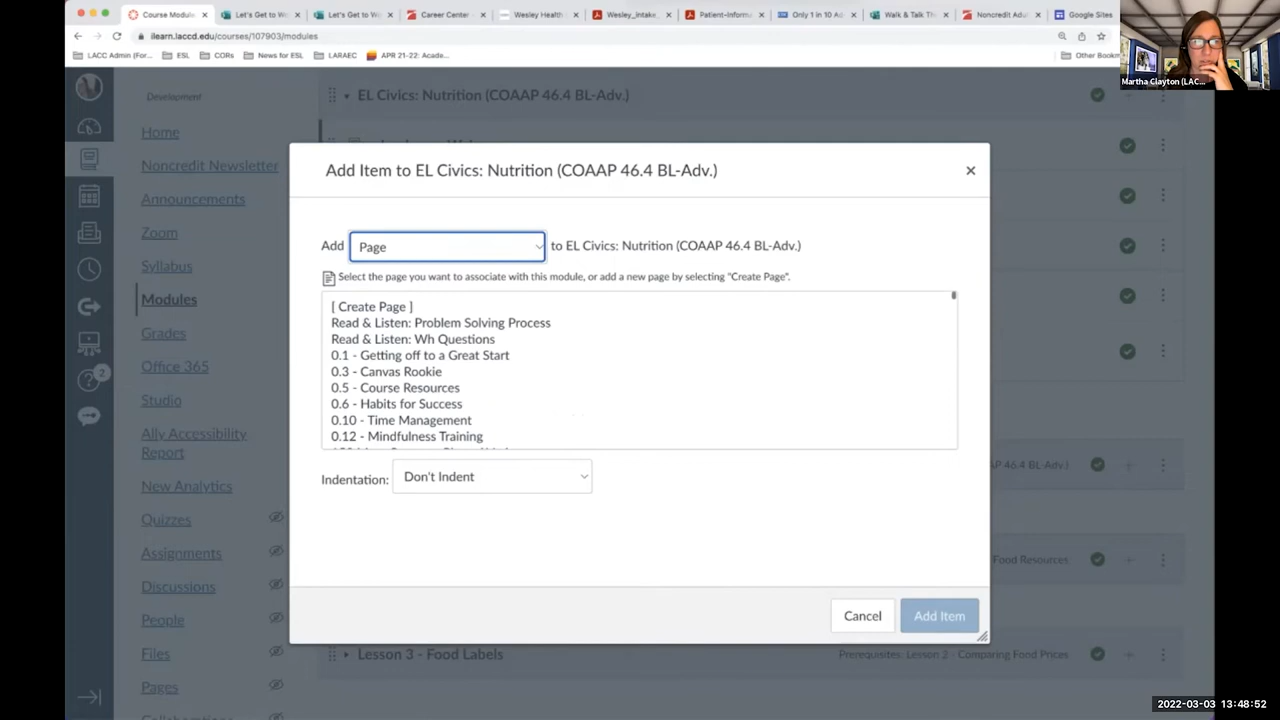 Course Module
Let's Get to Wo
Let's Get to Wo
Career Center
Wesley Health
Wesley_Intake_
Patient-Inform
Only 1 in 10 A
Walk & Talk Th
Noncredit Adu
Google Sites
ilearn.laccd.edu/courses/107903/modules
LACC Admin (For...
ESL
CORs
News for ESL
LARAEC
APR 21-22: Acade...
Other Bookm
Martha Clayton (LAC...
Development
Home
Noncredit Newsletter
Announcements
Zoom
Syllabus
Modules
Grades
Office 365
Studio
Ally Accessibility
Report
New Analytics
Quizzes
Assignments
Discussions
People
Files
Pages
2
EL Civics: Nutrition (COAAP 46.4 BL-Adv.)
Add Item to EL Civics: Nutrition (COAAP 46.4 BL-Adv.)
Add Page to EL Civics: Nutrition (COAAP 46.4 BL-Adv.)
Select the page you want to associate with this module, or add a new page by selecting "Create Page".
[ Create Page ]
Read & Listen: Problem Solving Process
Read & Listen: Wh Questions
0.1 - Getting off to a Great Start
0.3 - Canvas Rookie
0.5 - Course Resources
0.6 - Habits for Success
0.10 - Time Management
0.12 - Mindfulness Training
Indentation: Don't Indent
Cancel
Add Item
AP 46.4 BL-Adv.)
Food Resources
Lesson 3 - Food Labels
Prerequisites: Lesson 2 - Comparing Food Prices
2022-03-03 13:48:52